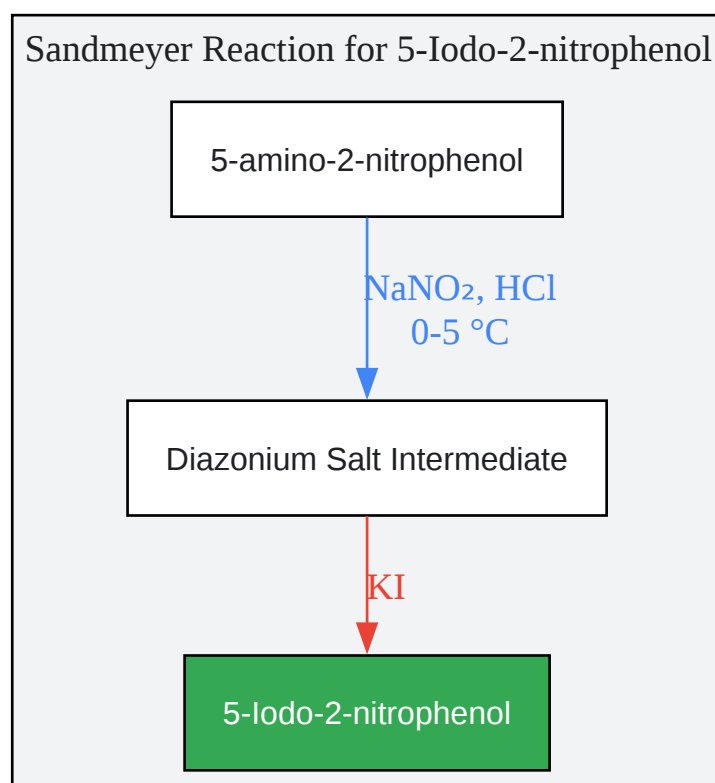 Sandmeyer Reaction for 5-Iodo-2-nitrophenol
5-amino-2-nitrophenol
NaNO₂, HCl
0-5 °C
Diazonium Salt Intermediate
KI
5-Iodo-2-nitrophenol